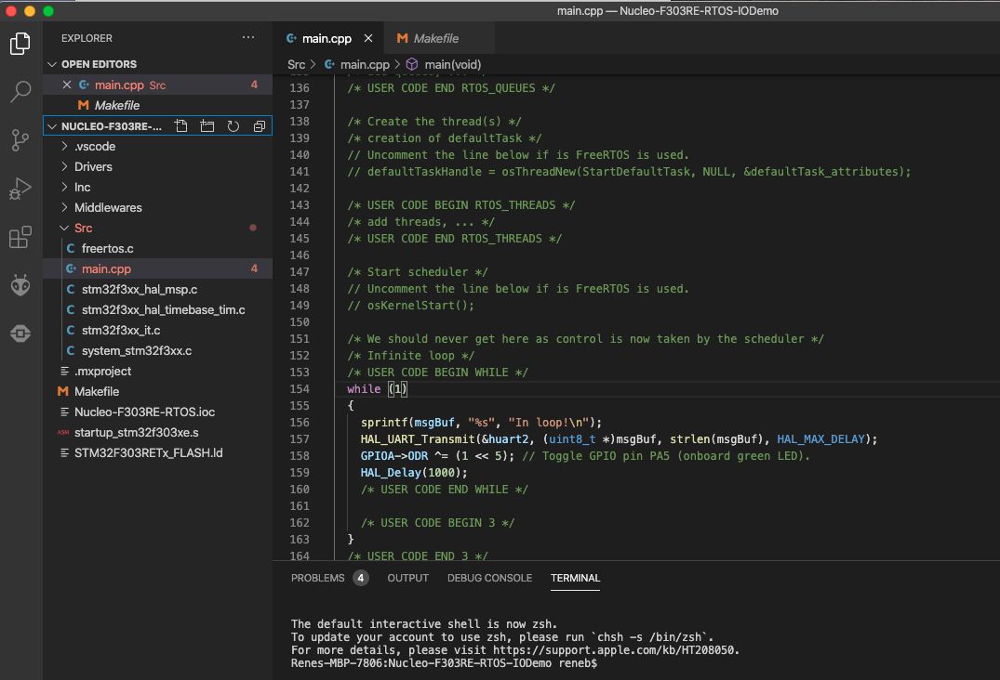 main.cpp — Nucleo-F303RE-RTOS-IODemo
EXPLORER
OPEN EDITORS
main.cpp Src 4
Makefile
NUCLEO-F303RE-...
.vscode
Drivers
Inc
Middlewares
Src
freertos.c
main.cpp 4
stm32f3xx_hal_msp.c
stm32f3xx_hal_timebase_tim.c
stm32f3xx_it.c
system_stm32f3xx.c
.mxproject
Makefile
Nucleo-F303RE-RTOS.ioc
startup_stm32f303xe.s
STM32F303RETx_FLASH.ld
main.cpp Makefile
Src > main.cpp > main(void)
136 /* USER CODE END RTOS_QUEUES */
137
138 /* Create the thread(s) */
139 /* creation of defaultTask */
140 // Uncomment the line below if is FreeRTOS is used.
141 // defaultTaskHandle = osThreadNew(StartDefaultTask, NULL, &defaultTask_attributes);
142
143 /* USER CODE BEGIN RTOS_THREADS */
144 /* add threads, ... */
145 /* USER CODE END RTOS_THREADS */
146
147 /* Start scheduler */
148 // Uncomment the line below if is FreeRTOS is used.
149 // osKernelStart();
150
151 /* We should never get here as control is now taken by the scheduler */
152 /* Infinite loop */
153 /* USER CODE BEGIN WHILE */
154 while (1)
155 {
156 sprintf(msgBuf, "%s", "In loop!\n");
157 HAL_UART_Transmit(&huart2, (uint8_t *)msgBuf, strlen(msgBuf), HAL_MAX_DELAY);
158 GPIOA->ODR ^= (1 << 5); // Toggle GPIO pin PA5 (onboard green LED).
159 HAL_Delay(1000);
160 /* USER CODE END WHILE */
161
162 /* USER CODE BEGIN 3 */
163 }
164 /* USER CODE END 3 */
PROBLEMS 4 OUTPUT DEBUG CONSOLE TERMINAL
The default interactive shell is now zsh.
To update your account to use zsh, please run `chsh -s /bin/zsh`.
For more details, please visit https://support.apple.com/kb/HT208050.
Renes-MBP-7806:Nucleo-F303RE-RTOS-IODemo reneb$